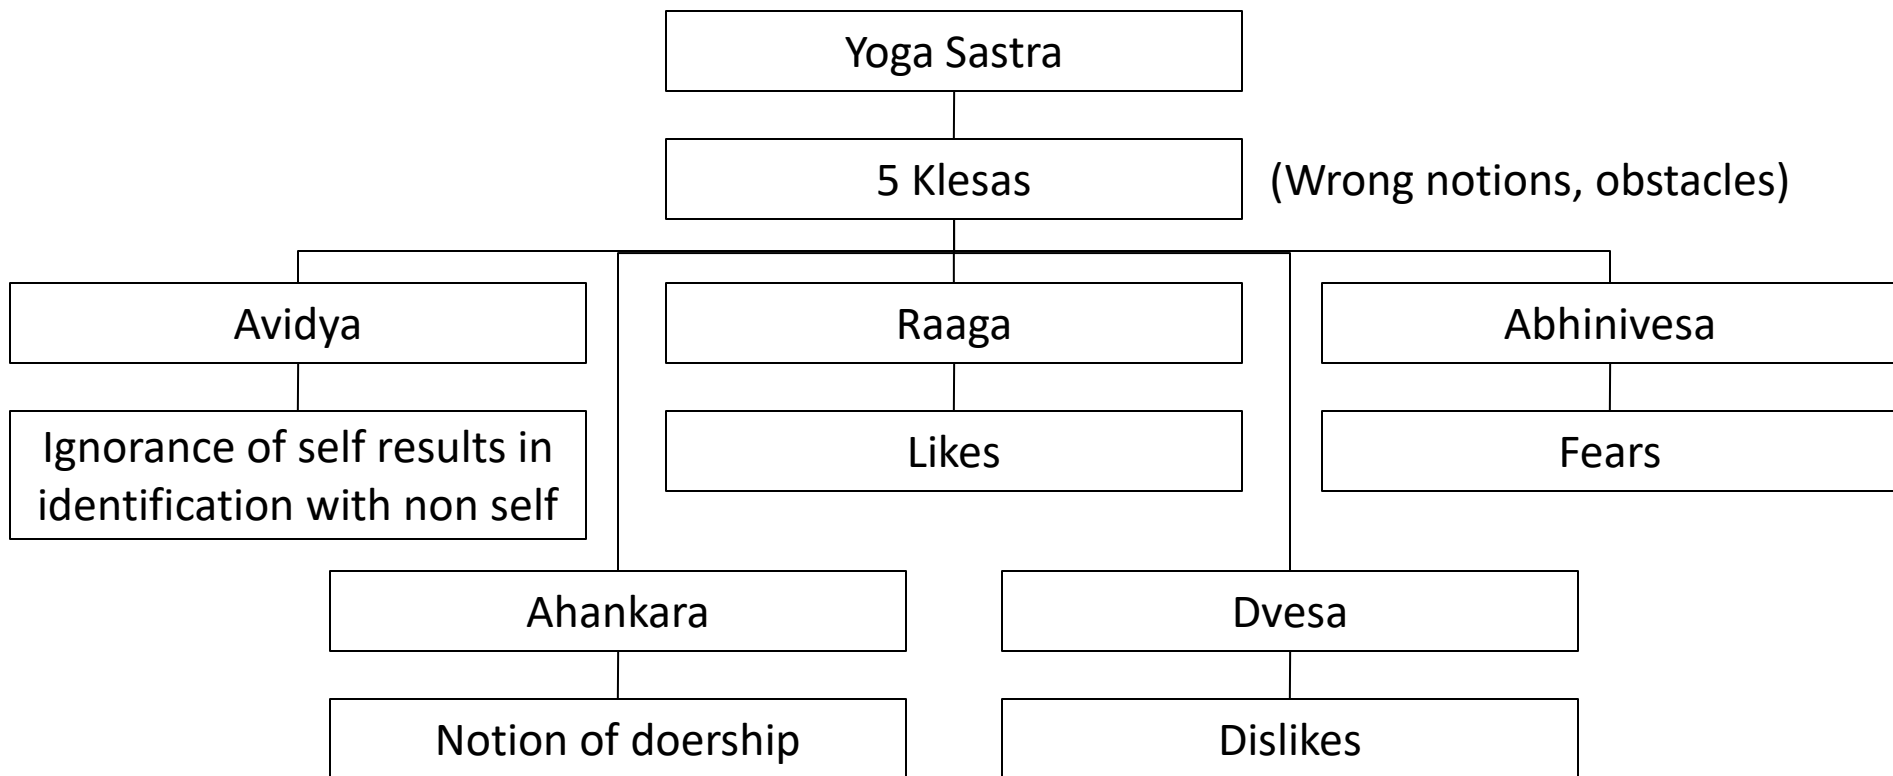 Yoga Sastra
5 Klesas
(Wrong notions, obstacles)
Avidya
Raaga
Abhinivesa
Ignorance of self results in
identification with non self
Likes
Fears
Ahankara
Dvesa
Notion of doership
Dislikes